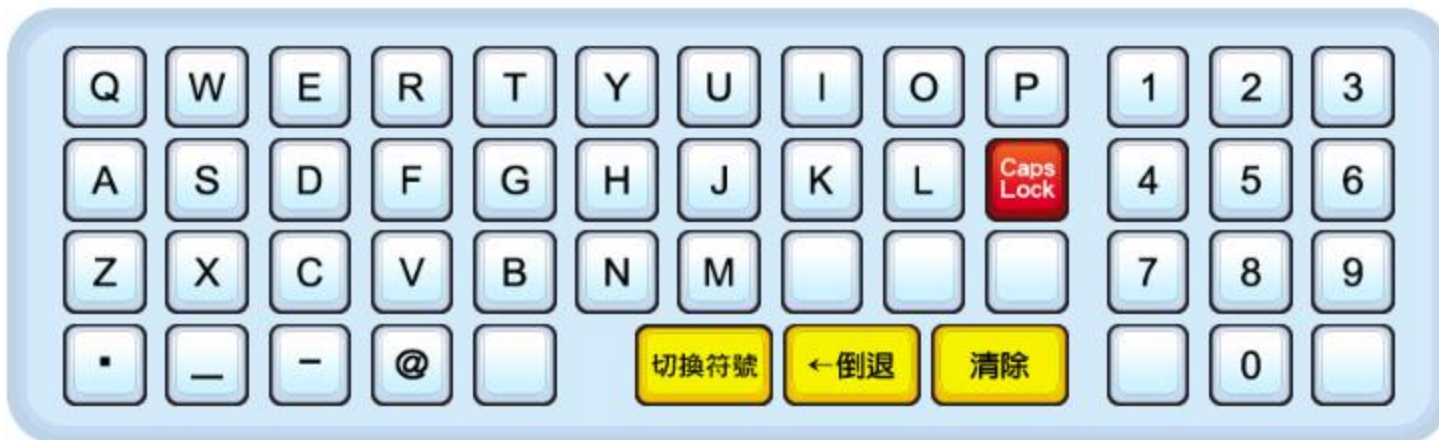 Q W E R T Y U I O P 1 2 3
A S D F G H J K L Caps Lock 4 5 6
Z X C V B N M 7 8 9
. _ - @ 切換符號 ←倒退 清除 0